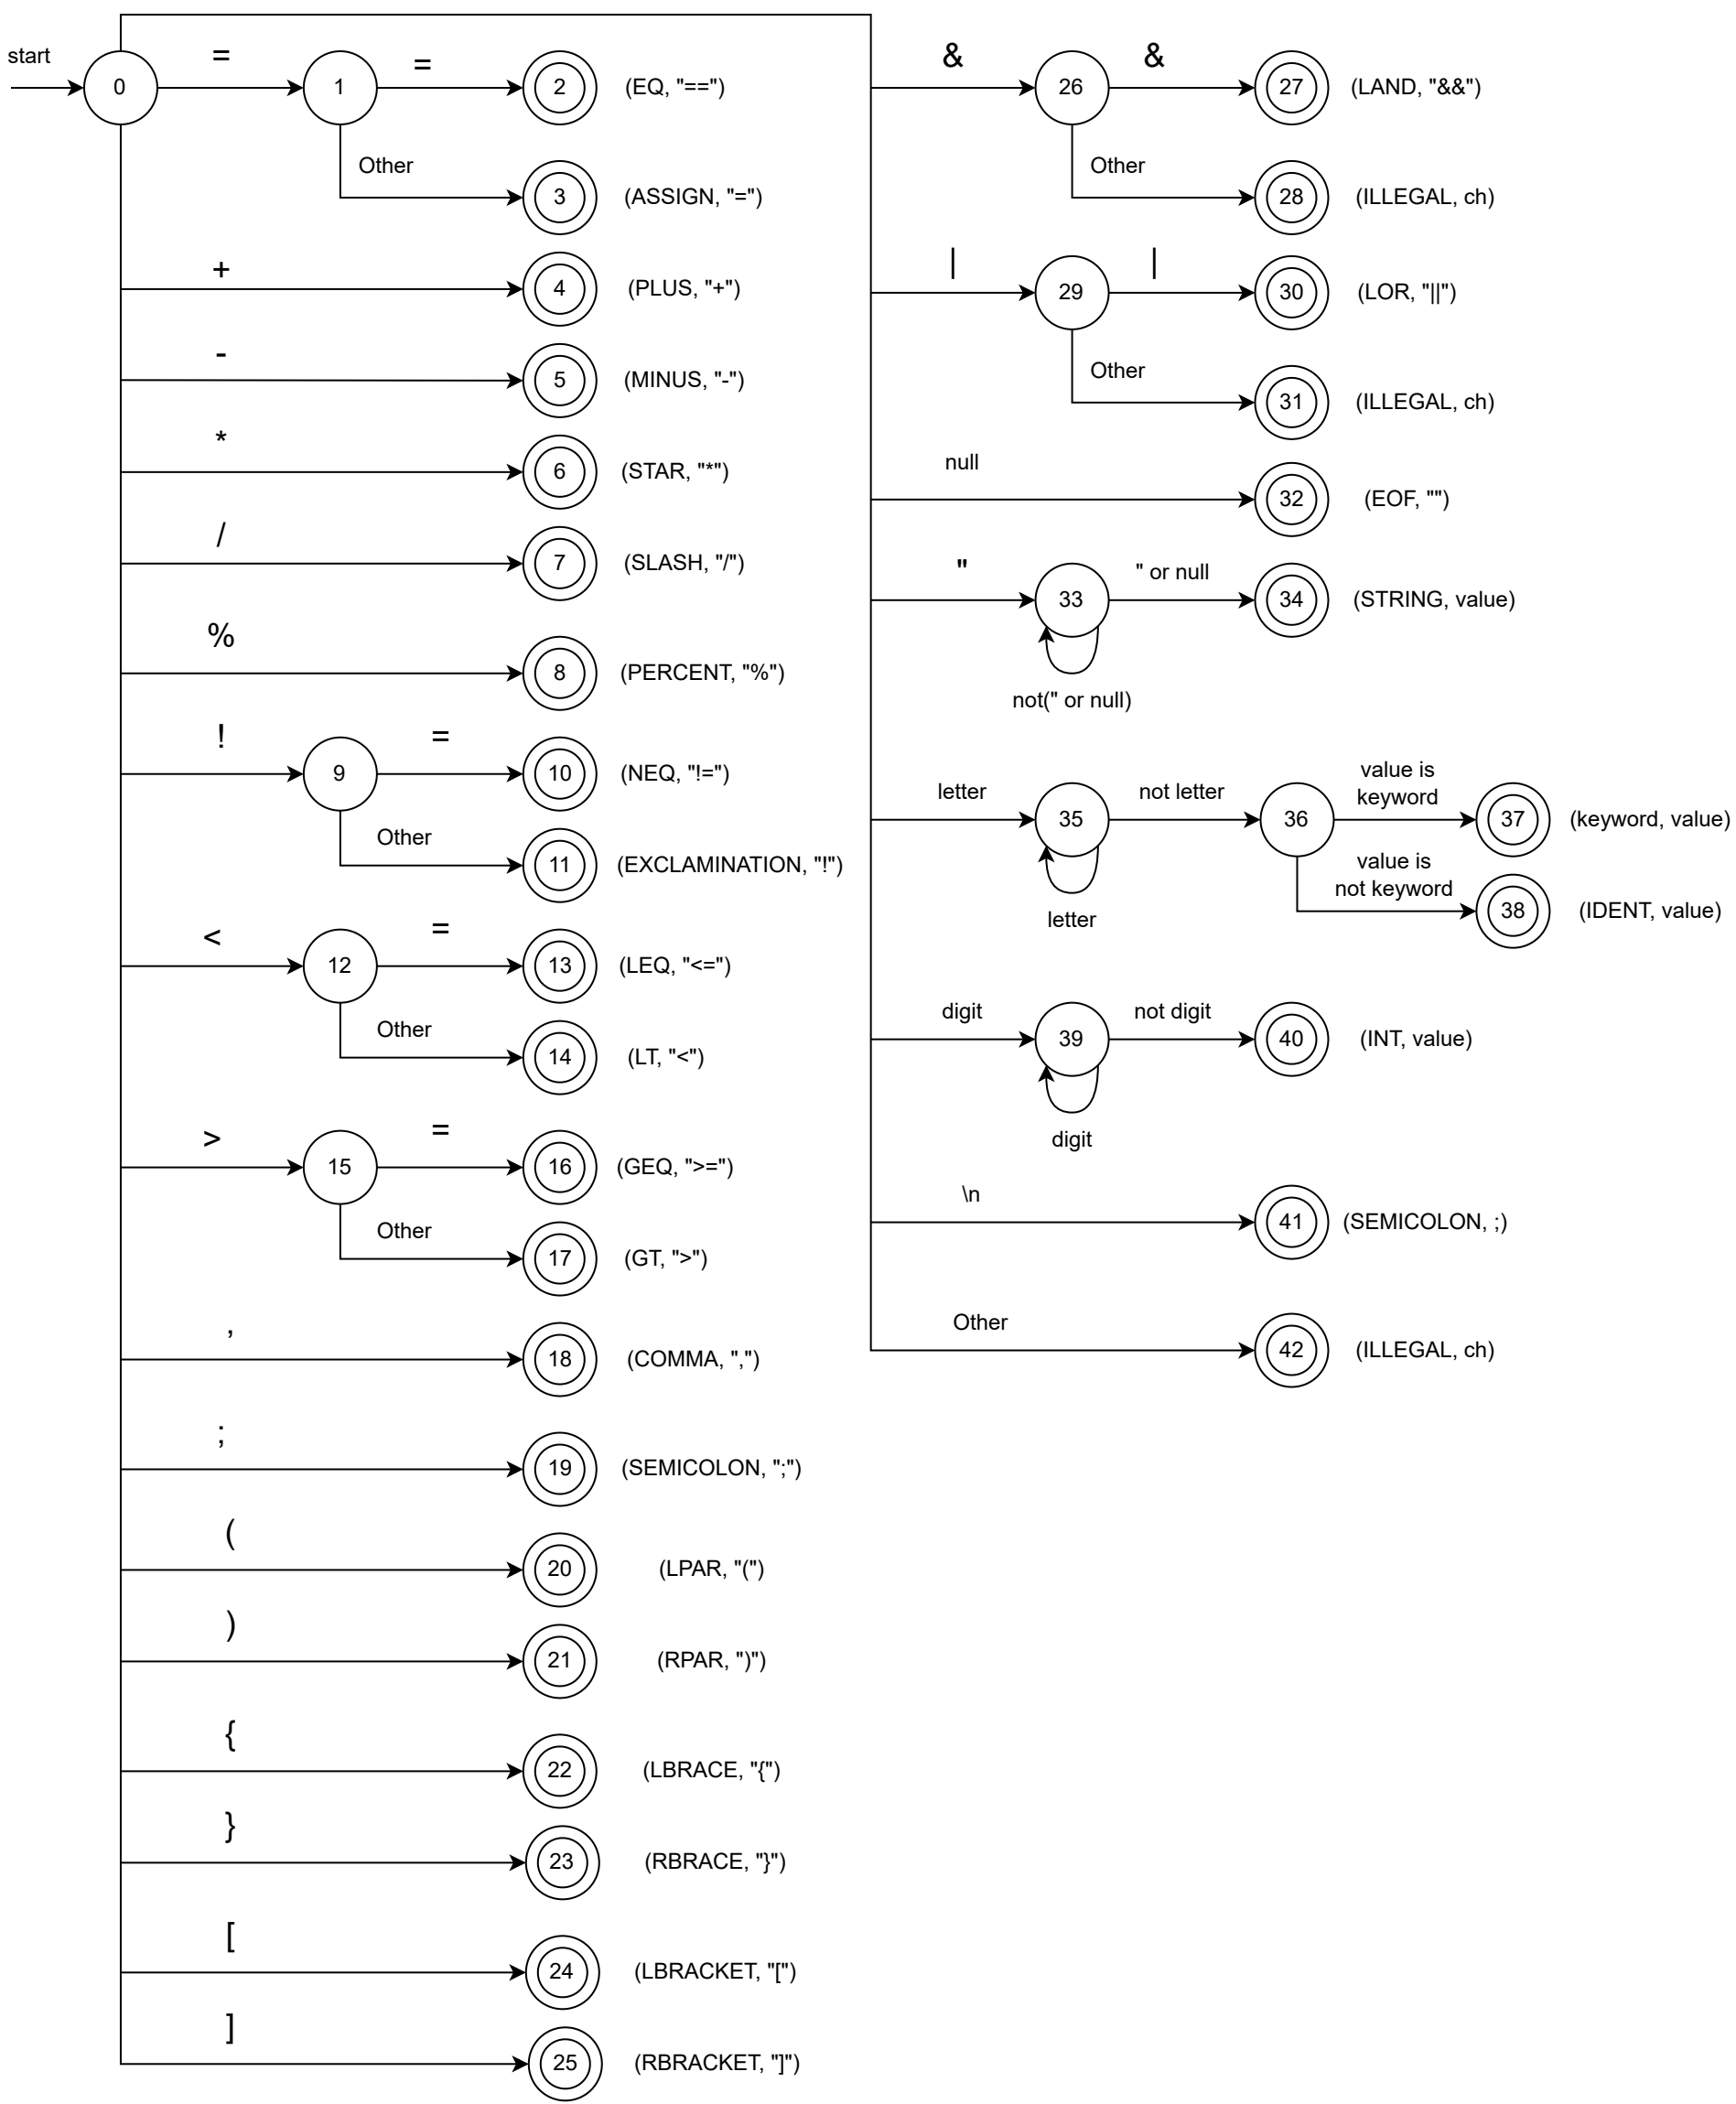 start
0
=
1
=
2
(EQ, "==")
Other
3
(ASSIGN, "=")
+
4
(PLUS, "+")
-
5
(MINUS, "-")
*
6
(STAR, "*")
/
7
(SLASH, "/")
%
8
(PERCENT, "%")
!
9
=
10
(NEQ, "!=")
Other
11
(EXCLAMINATION, "!")
<
12
=
13
(LEQ, "<=")
Other
14
(LT, "<")
>
15
=
16
(GEQ, ">=")
Other
17
(GT, ">")
,
18
(COMMA, ",")
;
19
(SEMICOLON, ";")
(
20
(LPAR, "(")
)
21
(RPAR, ")")
{
22
(LBRACE, "{")
}
23
(RBRACE, "}")
[
24
(LBRACKET, "[")
]
25
(RBRACKET, "]")
&
26
&
27
(LAND, "&&")
Other
28
(ILLEGAL, ch)
|
29
|
30
(LOR, "||")
Other
31
(ILLEGAL, ch)
null
32
(EOF, "")
"
33
" or null
34
(STRING, value)
not(" or null)
letter
35
not letter
36
value is
keyword
37
(keyword, value)
letter
value is
not keyword
38
(IDENT, value)
digit
39
not digit
40
(INT, value)
digit
\n
41
(SEMICOLON, ;)
Other
42
(ILLEGAL, ch)